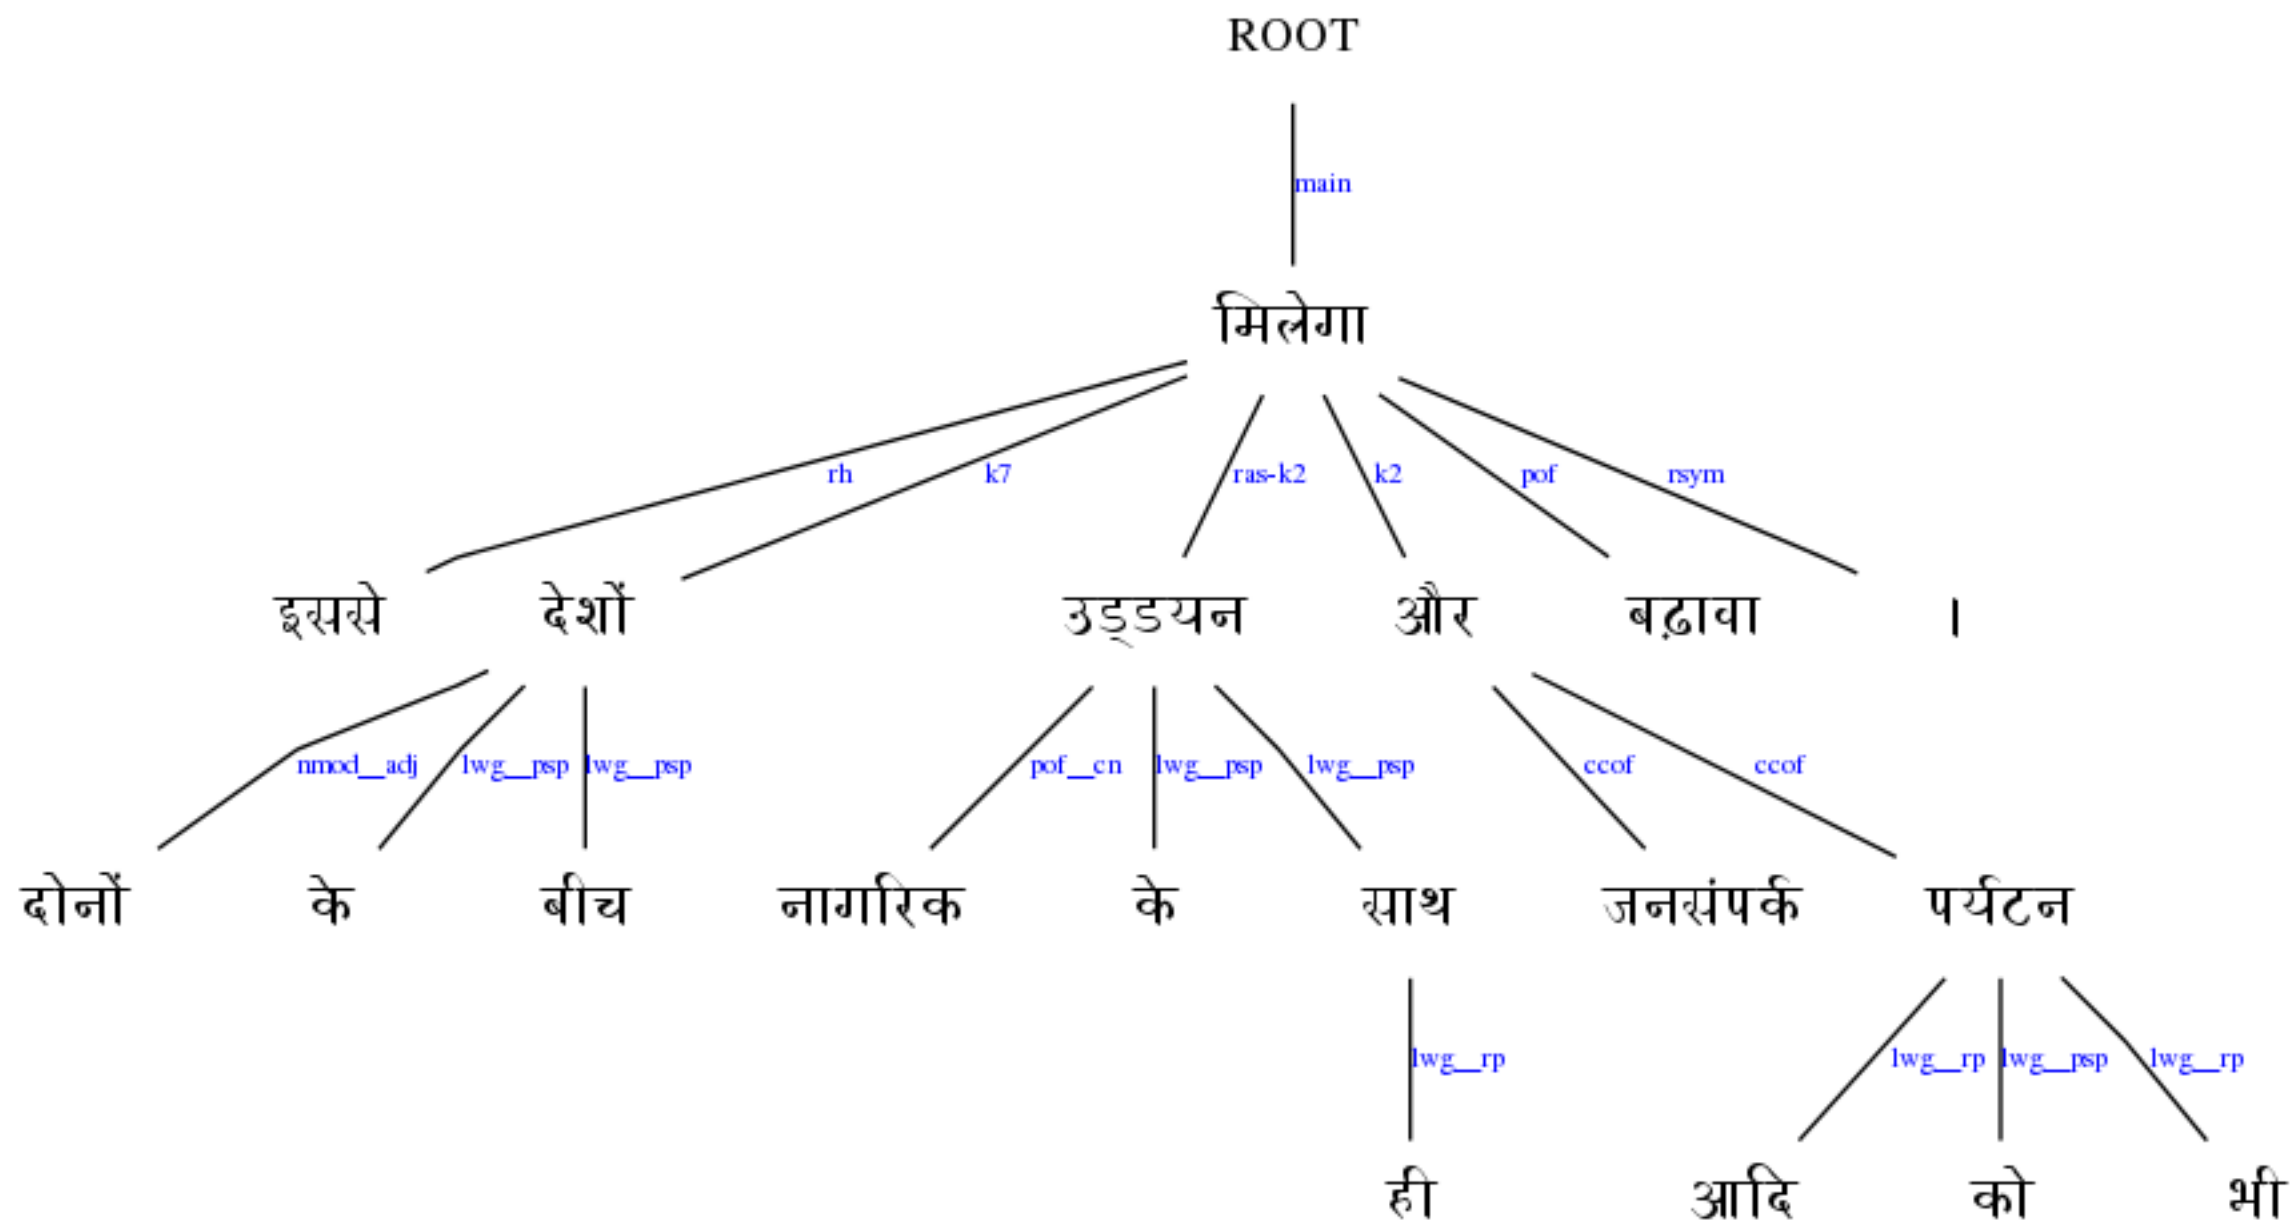 ROOT
main
मिलेगा
rh k7 ras-k2 k2 pof rsym
इससे देशों उड्डयन और बढ़ावा ।
nmod__adj lwg__psp lwg__psp pof__cn lwg__psp lwg__psp ccof ccof
दोनों के बीच नागरिक के साथ जनसंपर्क पर्यटन
lwg__rp lwg__rp lwg__psp lwg__rp
ही आदि को भी